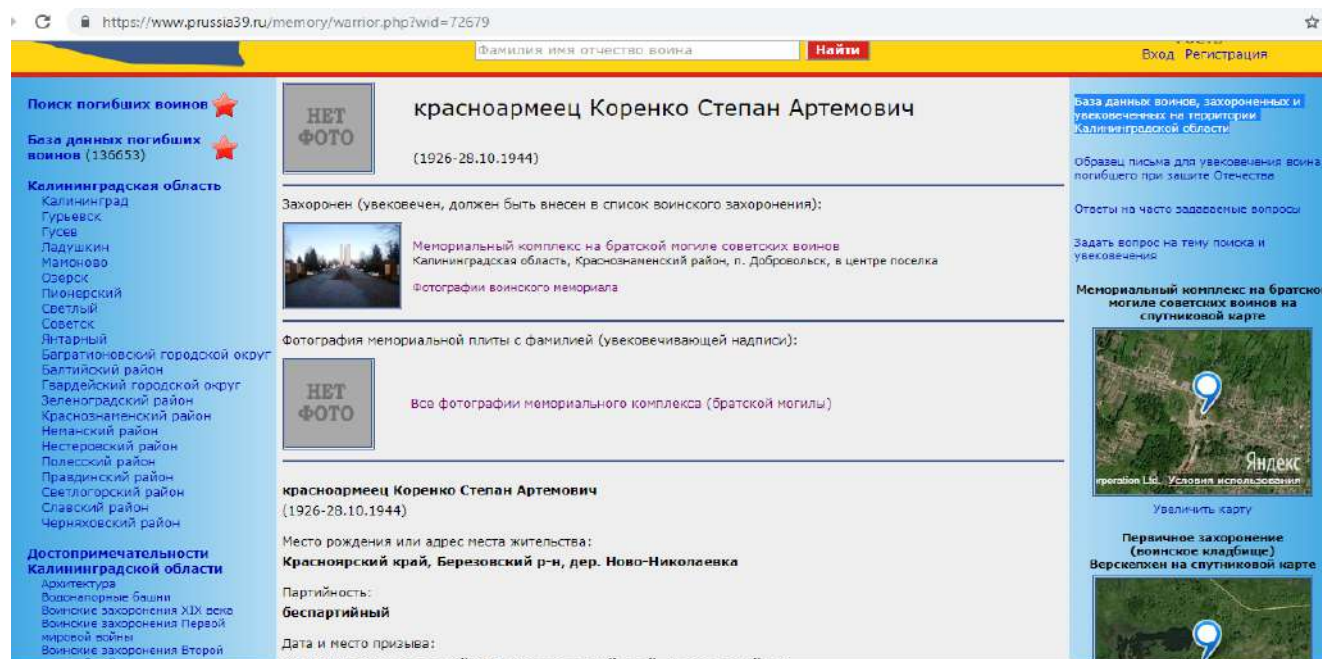 https://www.prussia39.ru/memory/warrior.php?wid=72679
Фамилия имя отчество воина
Найти
Вход Регистрация
Поиск погибших воинов
База данных погибших
воинов (136653)
Калининградская область
Калининград
Гурьевск
Гусев
Ладушкин
Мамоново
Озерск
Пионерский
Светлый
Советск
Янтарный
Багратионовский городской округ
Балтийский район
Гвардейский городской округ
Зеленоградский район
Краснознаменский район
Неманский район
Нестеровский район
Полесский район
Правдинский район
Светлогорский район
Славский район
Черняховский район
Достопримечательности
Калининградской области
Архитектура
Водонапорные башни
Воинские захоронения XIX века
Воинские захоронения Первой
мировой войны
Воинские захоронения Второй
НЕТ
ФОТО
красноармеец Коренко Степан Артемович
(1926-28.10.1944)
Захоронен (увековечен, должен быть внесен в список воинского захоронения):
Мемориальный комплекс на братской могиле советских воинов
Калининградская область, Краснознаменский район, п. Добровольск, в центре поселка
Фотографии воинского мемориала
Фотография мемориальной плиты с фамилией (увековечивающей надписи):
НЕТ
ФОТО
Все фотографии мемориального комплекса (братской могилы)
красноармеец Коренко Степан Артемович
(1926-28.10.1944)
Место рождения или адрес места жительства:
Красноярский край, Березовский р-н, дер. Ново-Николаевка
Партийность:
беспартийный
Дата и место призыва:
База данных воинов, захороненных и
увековеченных на территории
Калининградской области
Образец письма для увековечения воина
погибшего при защите Отечества
Ответы на часто задаваемые вопросы
Задать вопрос на тему поиска и
увековечения
Мемориальный комплекс на братско
могиле советских воинов на
спутниковой карте
Яндекс
rporation Ltd. Условия использования
Увеличить карту
Первичное захоронение
(воинское кладбище)
Верскепхен на спутниковой карте